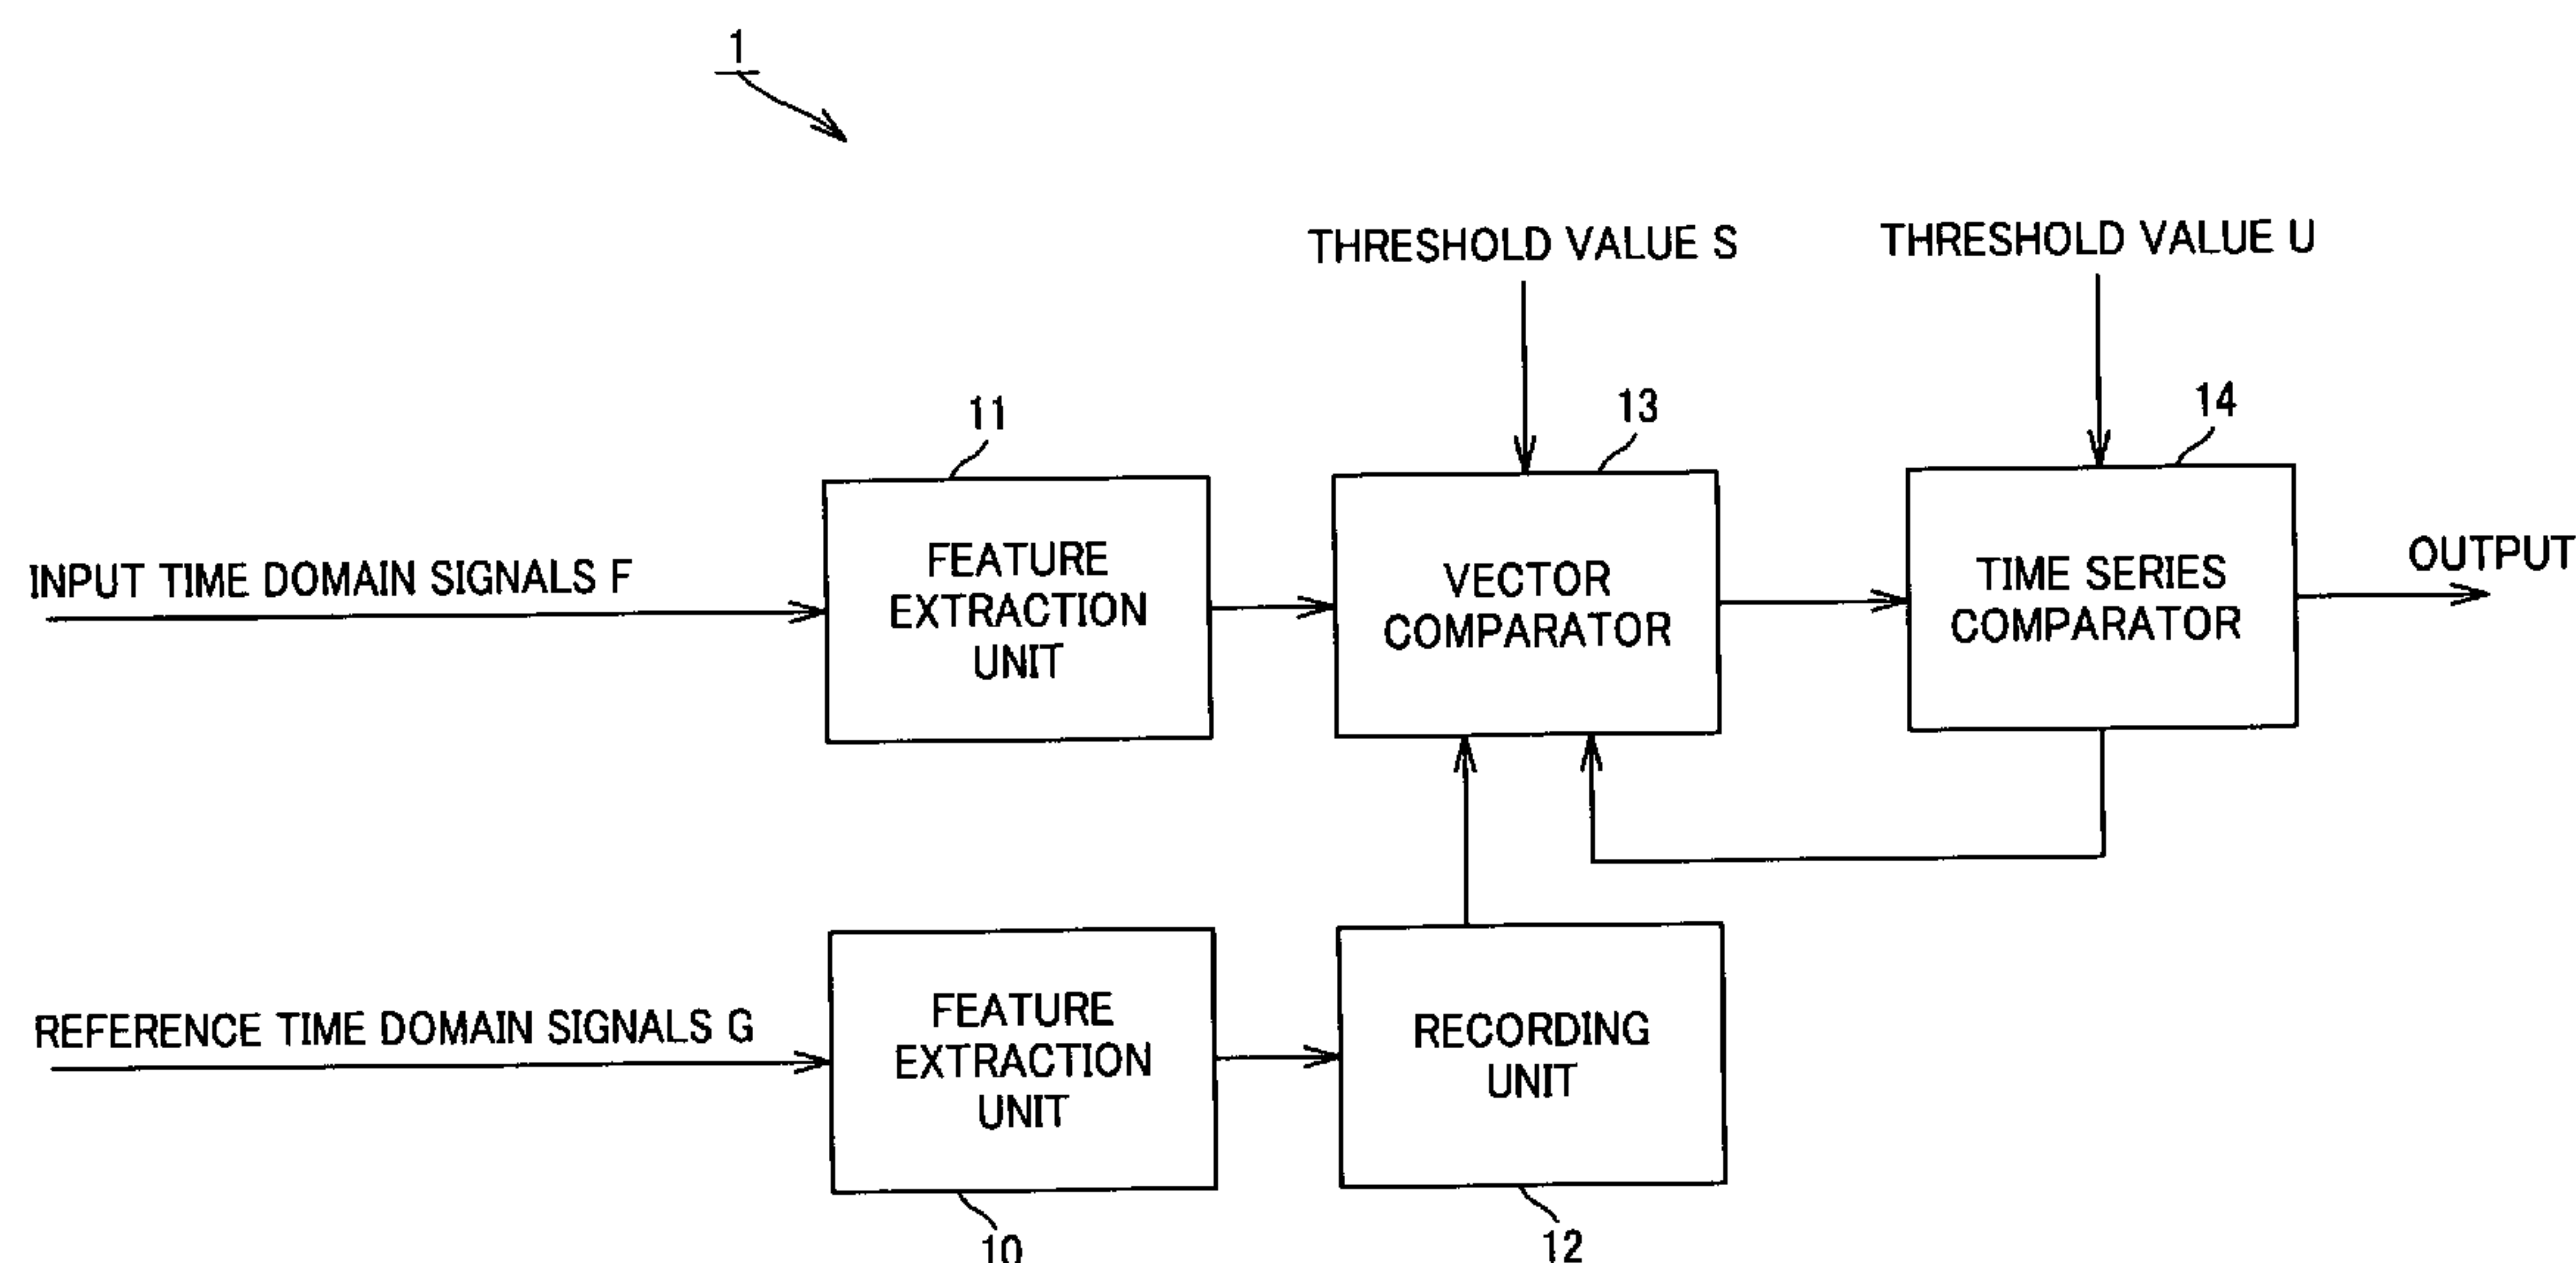 1
THRESHOLD VALUE S
THRESHOLD VALUE U
11
13
14
INPUT TIME DOMAIN SIGNALS F
FEATURE
EXTRACTION
UNIT
VECTOR
COMPARATOR
TIME SERIES
COMPARATOR
OUTPUT
REFERENCE TIME DOMAIN SIGNALS G
FEATURE
EXTRACTION
UNIT
RECORDING
UNIT
10
12